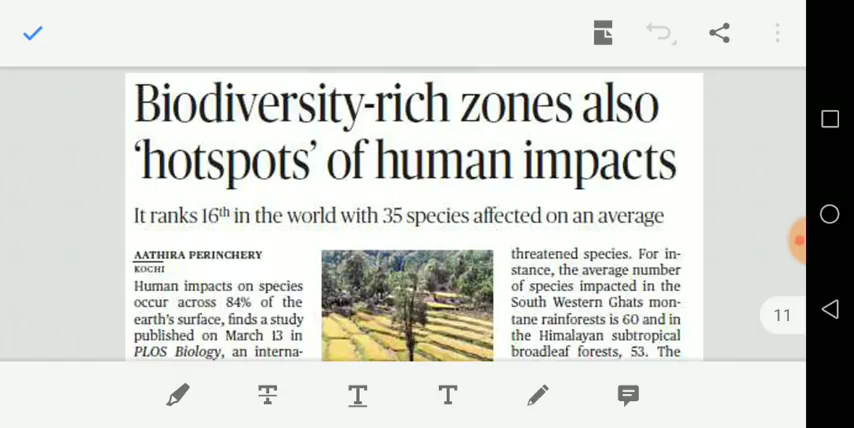 Biodiversity-rich zones also
‘hotspots’ of human impacts
It ranks 16th in the world with 35 species affected on an average
AATHIRA PERINCHERY
KOCHI
Human impacts on species
occur across 84% of the
earth's surface, finds a study
published on March 13 in
PLOS Biology, an interna-
threatened species. For in-
stance, the average number
of species impacted in the
South Western Ghats mon-
tane rainforests is 60 and in
the Himalayan subtropical
broadleaf forests, 53. The
11
T
T
T